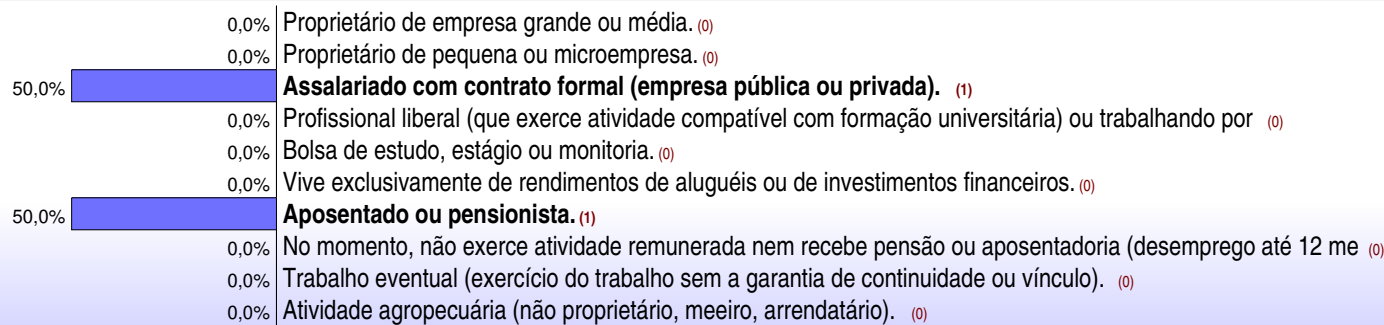 0,0% Proprietário de empresa grande ou média. (0)
0,0% Proprietário de pequena ou microempresa. (0)
50,0% Assalariado com contrato formal (empresa pública ou privada). (1)
0,0% Profissional liberal (que exerce atividade compatível com formação universitária) ou trabalhando por (0)
0,0% Bolsa de estudo, estágio ou monitoria. (0)
0,0% Vive exclusivamente de rendimentos de aluguéis ou de investimentos financeiros. (0)
50,0% Aposentado ou pensionista. (1)
0,0% No momento, não exerce atividade remunerada nem recebe pensão ou aposentadoria (desemprego até 12 me (0)
0,0% Trabalho eventual (exercício do trabalho sem a garantia de continuidade ou vínculo). (0)
0,0% Atividade agropecuária (não proprietário, meeiro, arrendatário). (0)